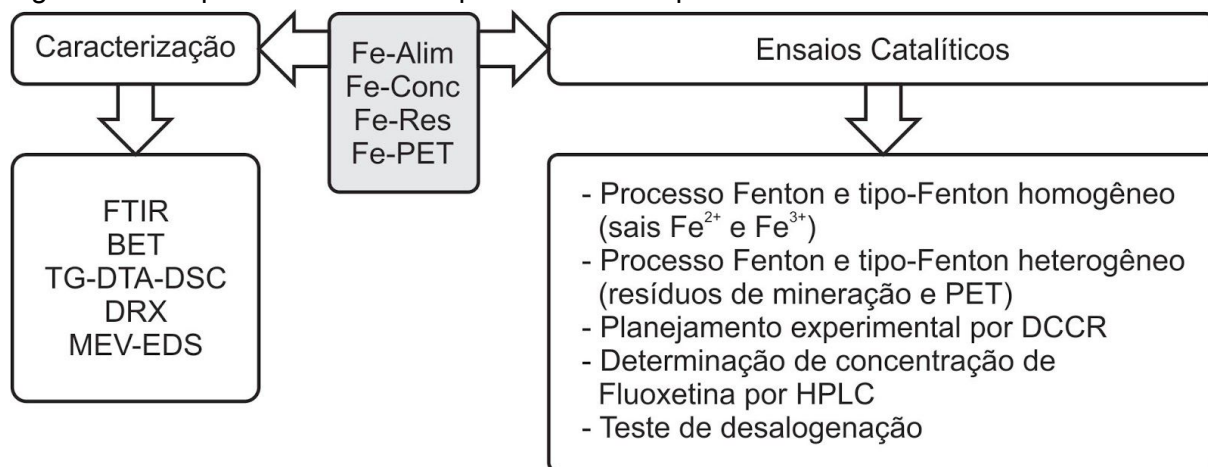 Caracterização
Fe-Alim
Fe-Conc
Fe-Res
Fe-PET
Ensaios Catalíticos
FTIR
BET
TG-DTA-DSC
DRX
MEV-EDS
- Processo Fenton e tipo-Fenton homogêneo
(sais Fe²⁺ e Fe³⁺)
- Processo Fenton e tipo-Fenton heterogêneo
(resíduos de mineração e PET)
- Planejamento experimental por DCCR
- Determinação de concentração de
Fluoxetina por HPLC
- Teste de desalogenação